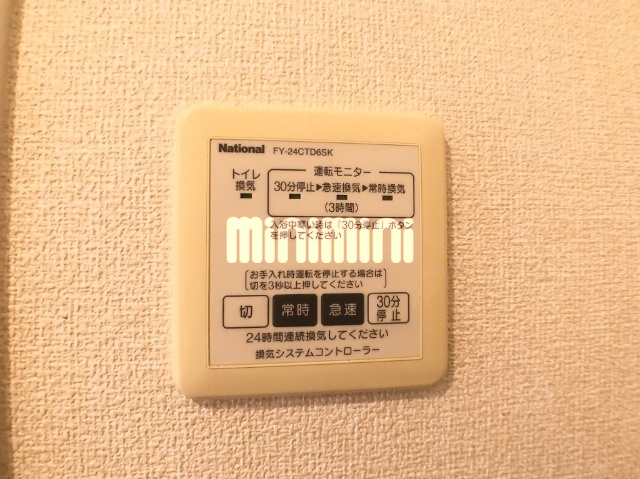 National FY-24CTD6SK
トイレ
換気
運転モニター
30分停止▶急速換気▶常時換気
(3時間)
入浴中寒い時は「30分停止」ボタン
を押してください
mirimiru
お手入れ時運転を停止する場合は
切を3秒以上押してください
切 常時 急速 30分停止
24時間連続換気してください
換気システムコントローラー